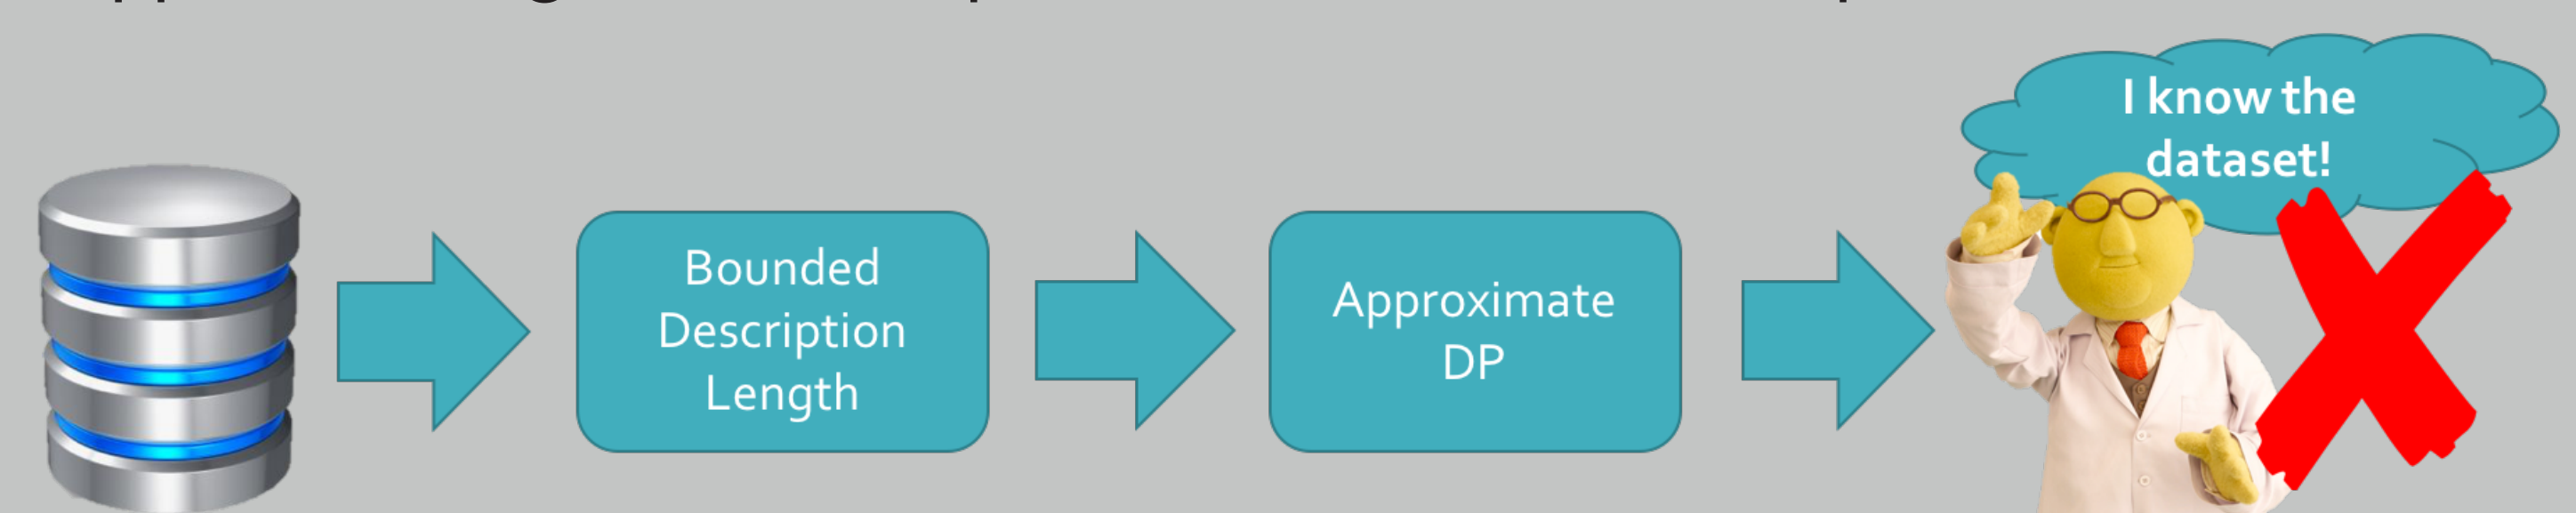 Bounded
Description
Length
Approximate
DP
I know the
dataset!